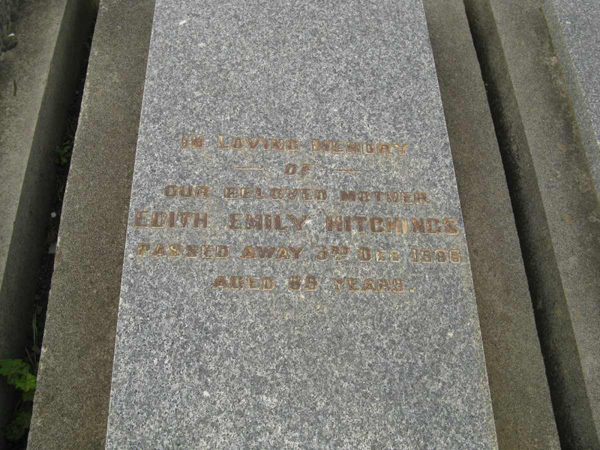 IN LOVING MEMORY
OF
OUR BELOVED MOTHER
EDITH EMILY HITCHINGS
PASSED AWAY 3RD DEC
AGED YEARS.